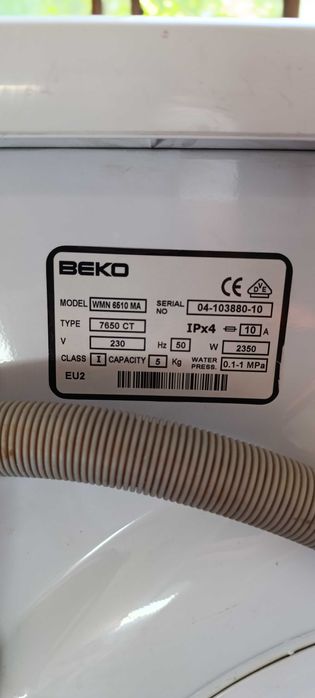 BEKO
VDE
MODEL WMN 6510 MA SERIAL NO 04-103880-10
TYPE 7650 CT IPx4 10 A
V 230 Hz 50 W 2350
CLASS I CAPACITY 5 Kg WATER PRESS. 0.1-1 MPa
EU2